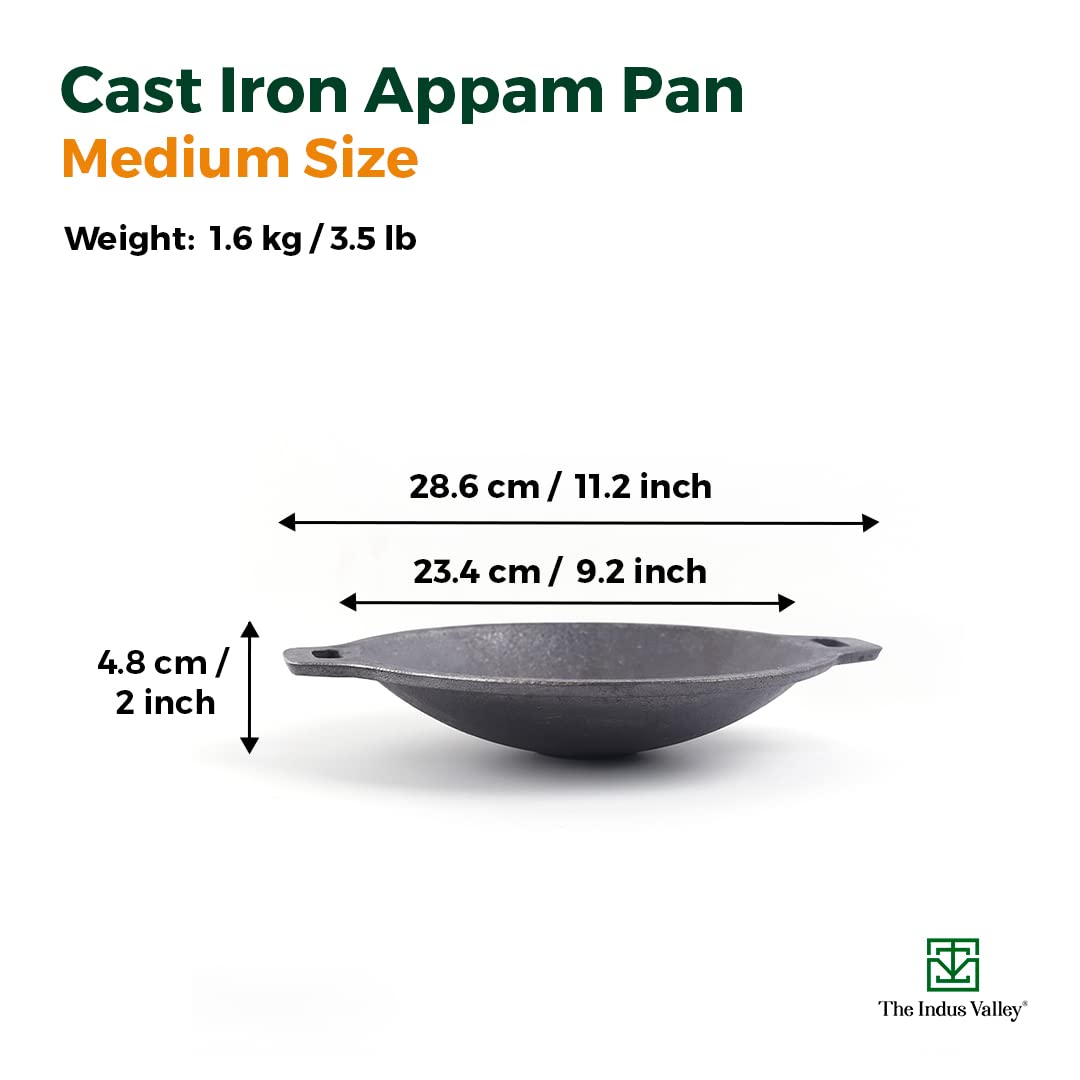 Cast Iron Appam Pan
Medium Size
Weight: 1.6 kg / 3.5 lb
28.6 cm / 11.2 inch
23.4 cm / 9.2 inch
4.8 cm /
2 inch
The Indus Valley®